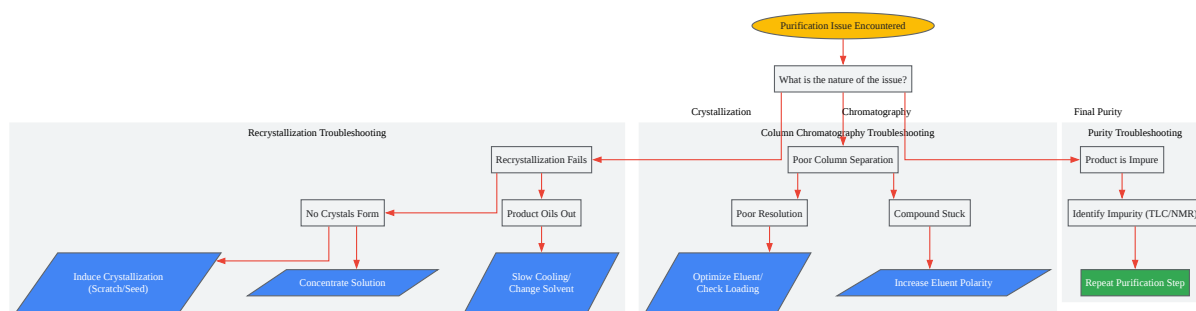 Purification Issue Encountered
What is the nature of the issue?
Crystallization
Chromatography
Final Purity
Recrystallization Troubleshooting
Column Chromatography Troubleshooting
Purity Troubleshooting
Recrystallization Fails
Poor Column Separation
Product is Impure
No Crystals Form
Product Oils Out
Poor Resolution
Compound Stuck
Identify Impurity (TLC/NMR)
Induce Crystallization
(Scratch/Seed)
Concentrate Solution
Slow Cooling/
Change Solvent
Optimize Eluent/
Check Loading
Increase Eluent Polarity
Repeat Purification Step